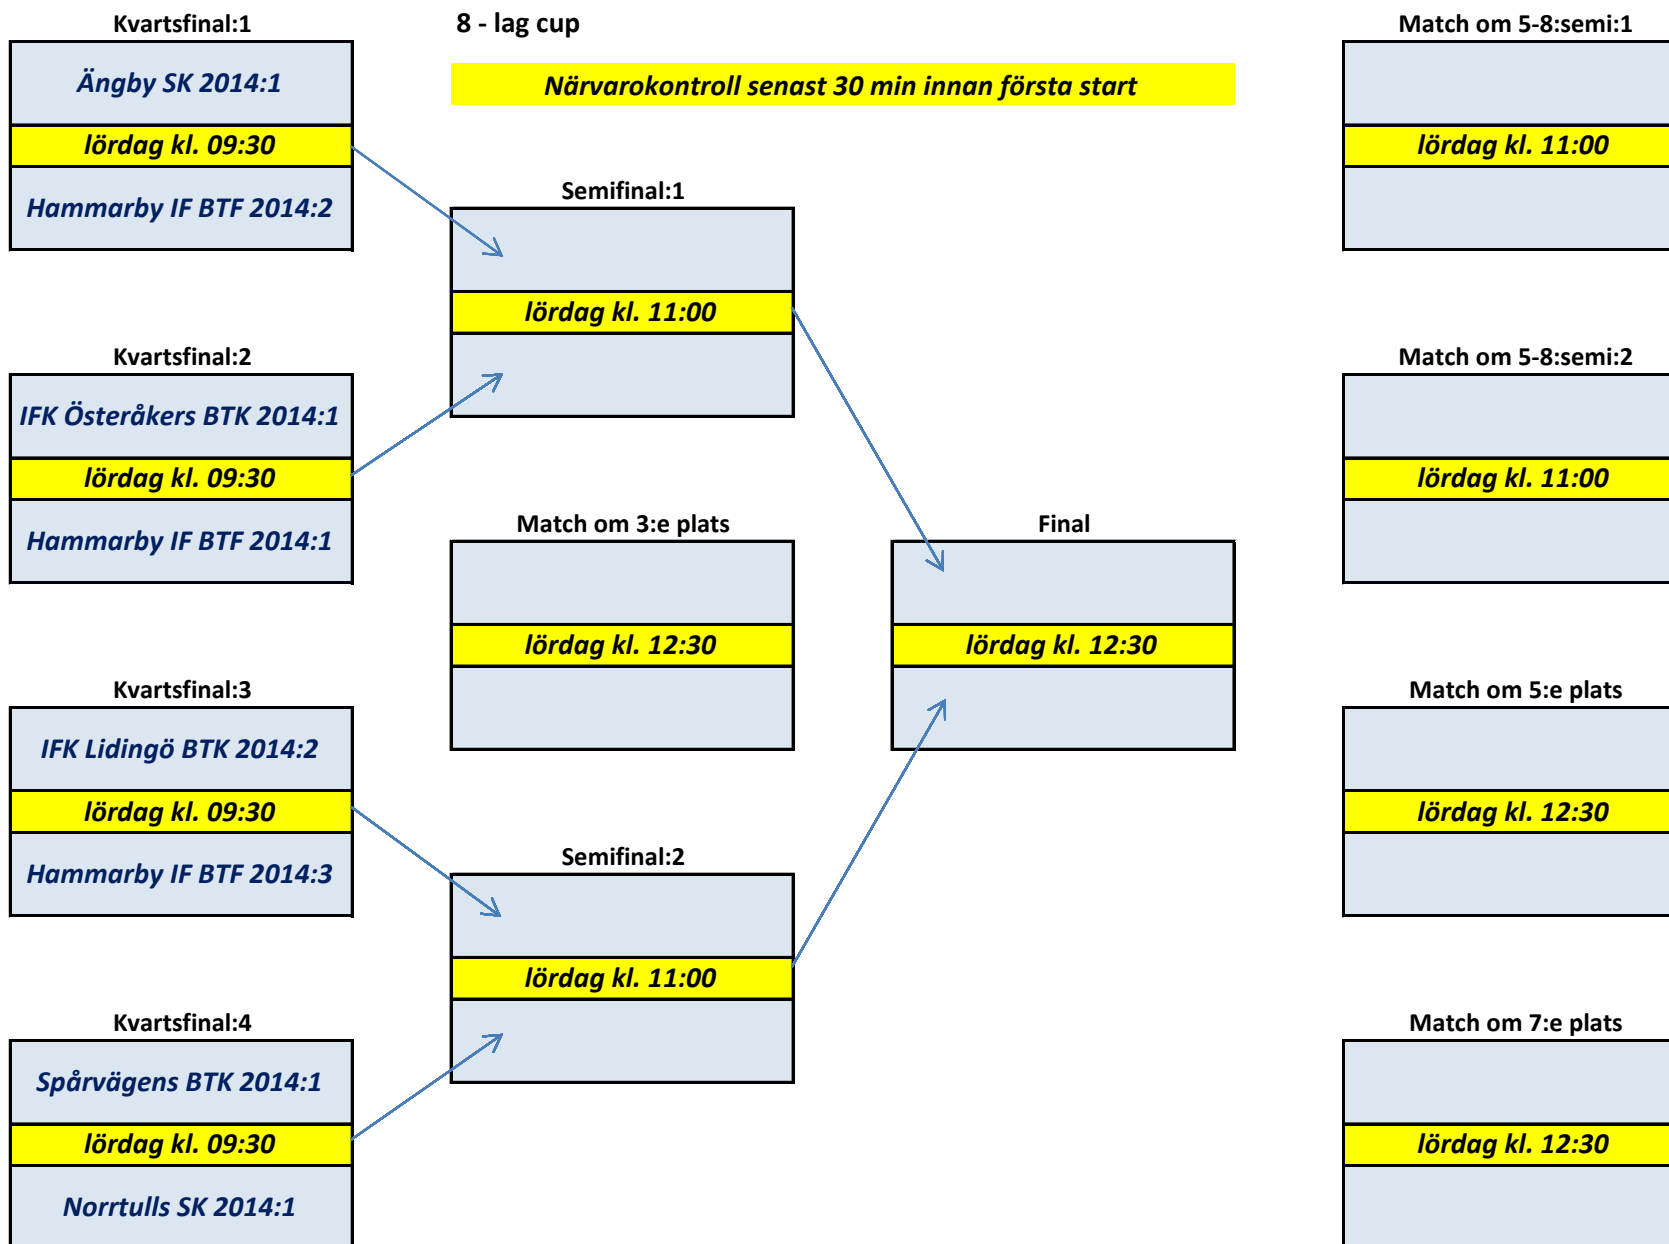 Kvartsfinal:1
Ängby SK 2014:1
lördag kl. 09:30
Hammarby IF BTF 2014:2
Kvartsfinal:2
IFK Österåkers BTK 2014:1
lördag kl. 09:30
Hammarby IF BTF 2014:1
Kvartsfinal:3
IFK Lidingö BTK 2014:2
lördag kl. 09:30
Hammarby IF BTF 2014:3
Kvartsfinal:4
Spårvägens BTK 2014:1
lördag kl. 09:30
Norrtulls SK 2014:1
8 - lag cup
Närvarokontroll senast 30 min innan första start
Semifinal:1
lördag kl. 11:00
Match om 3:e plats
lördag kl. 12:30
Semifinal:2
lördag kl. 11:00
Final
lördag kl. 12:30
Match om 5-8:semi:1
lördag kl. 11:00
Match om 5-8:semi:2
lördag kl. 11:00
Match om 5:e plats
lördag kl. 12:30
Match om 7:e plats
lördag kl. 12:30